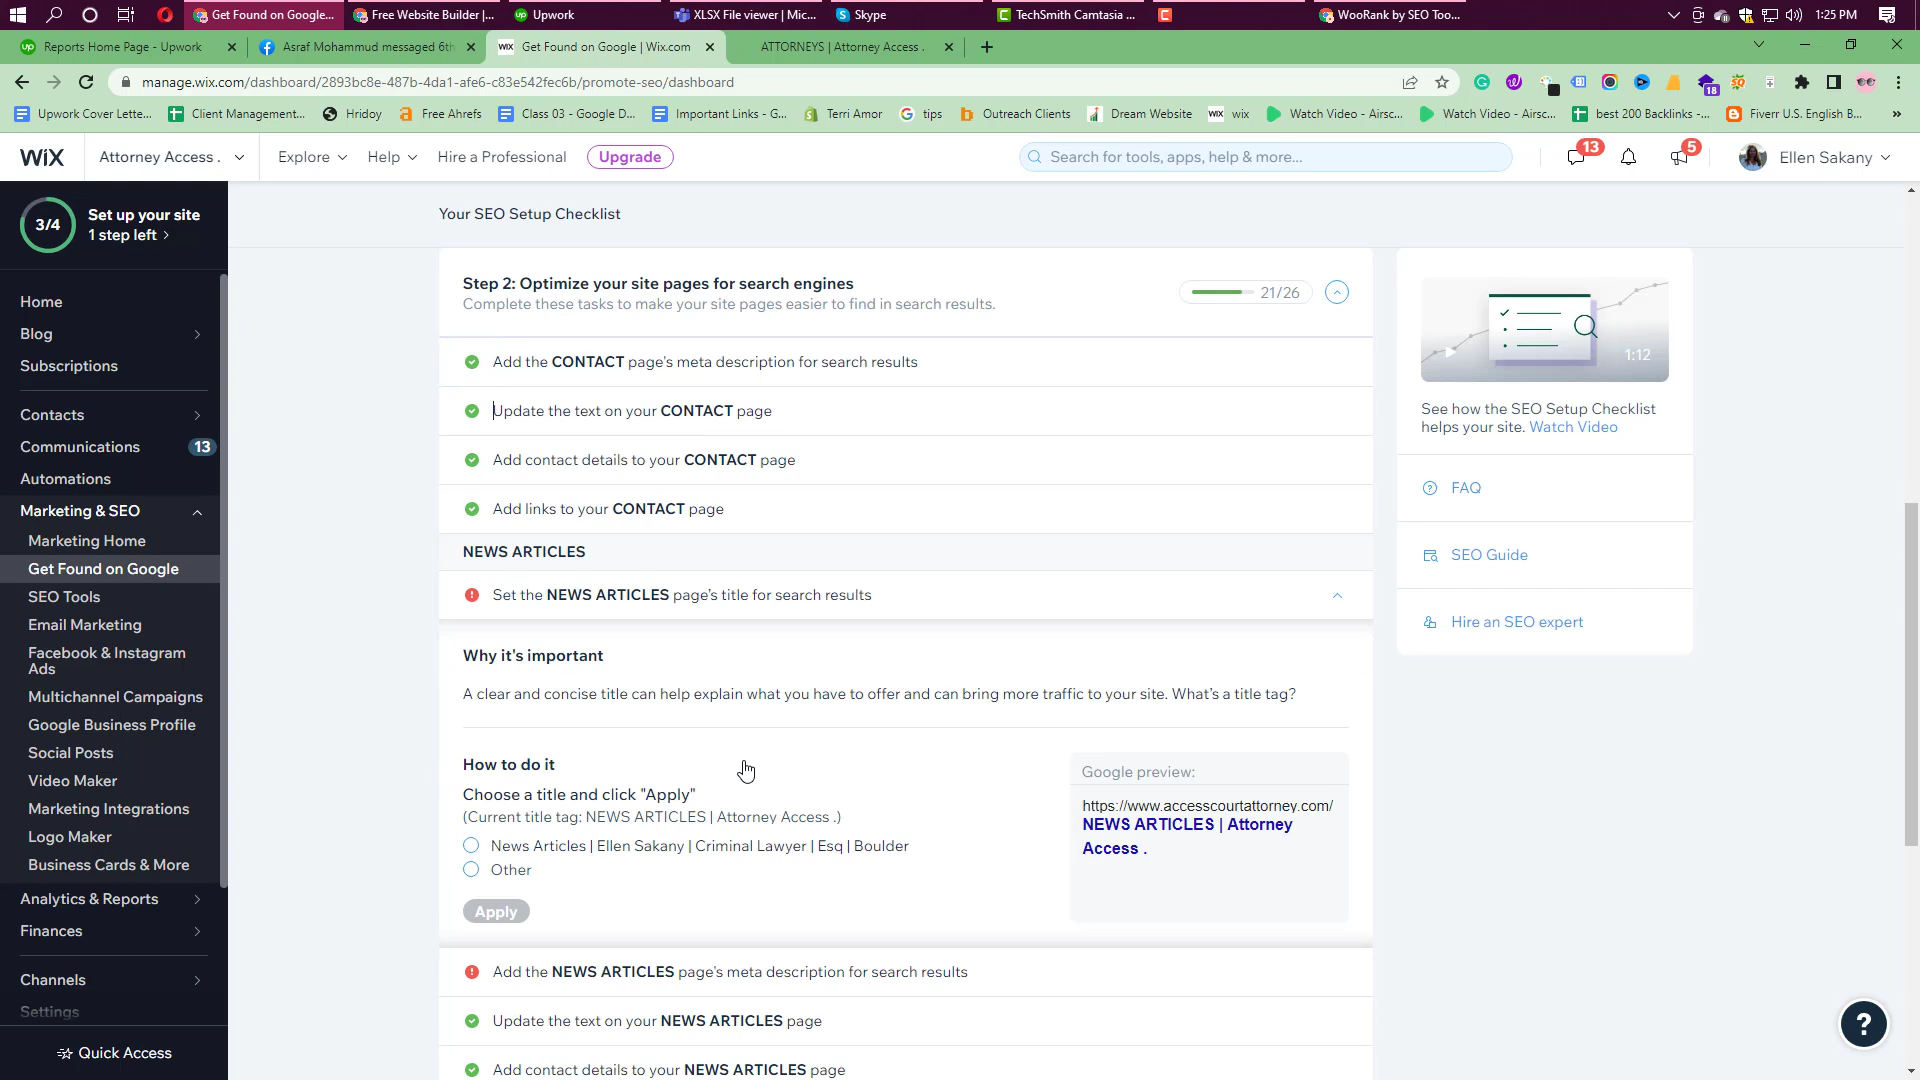 Get Found on Google...
Free Website Builder |...
Upwork
XLSX File viewer | Mic...
Skype
TechSmith Camtasia ...
WooRank by SEO Too...
1:25 PM
Reports Home Page - Upwork
Asraf Mohammud messaged
Get Found on Google | Wix.com
ATTORNEYS | Attorney Access .
manage.wix.com/dashboard/2893bc8e-487b-4da1-afe6-c83e542fec6b/promote-seo/dashboard
18
Upwork Cover Lette...
Client Management...
Hridoy
Free Ahrefs
Class 03 - Google D...
Important Links - G...
Terri Amor
tips
Outreach Clients
Dream Website
WIX wix
Watch Video - Airsc...
Watch Video - Airsc...
best 200 Backlinks -...
Fiverr U.S. English B...
WIX
Attorney Access .
Explore
Help
Hire a Professional
Upgrade
Search for tools, apps, help & more...
13
5
Ellen Sakany
3/4
Set up your site
1 step left >
Home
Blog
Subscriptions
Contacts
Communications 13
Automations
Marketing & SEO
Marketing Home
Get Found on Google
SEO Tools
Email Marketing
Facebook & Instagram
Ads
Multichannel Campaigns
Google Business Profile
Social Posts
Video Maker
Marketing Integrations
Logo Maker
Business Cards & More
Analytics & Reports
Finances
Channels
Settings
Quick Access
Your SEO Setup Checklist
Step 2: Optimize your site pages for search engines
Complete these tasks to make your site pages easier to find in search results.
21/26
Add the CONTACT page's meta description for search results
Update the text on your CONTACT page
Add contact details to your CONTACT page
Add links to your CONTACT page
NEWS ARTICLES
Set the NEWS ARTICLES page's title for search results
Why it's important
A clear and concise title can help explain what you have to offer and can bring more traffic to your site. What's a title tag?
How to do it
Choose a title and click "Apply"
(Current title tag: NEWS ARTICLES | Attorney Access .)
News Articles | Ellen Sakany | Criminal Lawyer | Esq | Boulder
Other
Apply
Google preview:
https://www.accesscourtattorney.com/
NEWS ARTICLES | Attorney
Access .
Add the NEWS ARTICLES page's meta description for search results
Update the text on your NEWS ARTICLES page
Add contact details to your NEWS ARTICLES page
1:12
See how the SEO Setup Checklist
helps your site. Watch Video
FAQ
SEO Guide
Hire an SEO expert
?